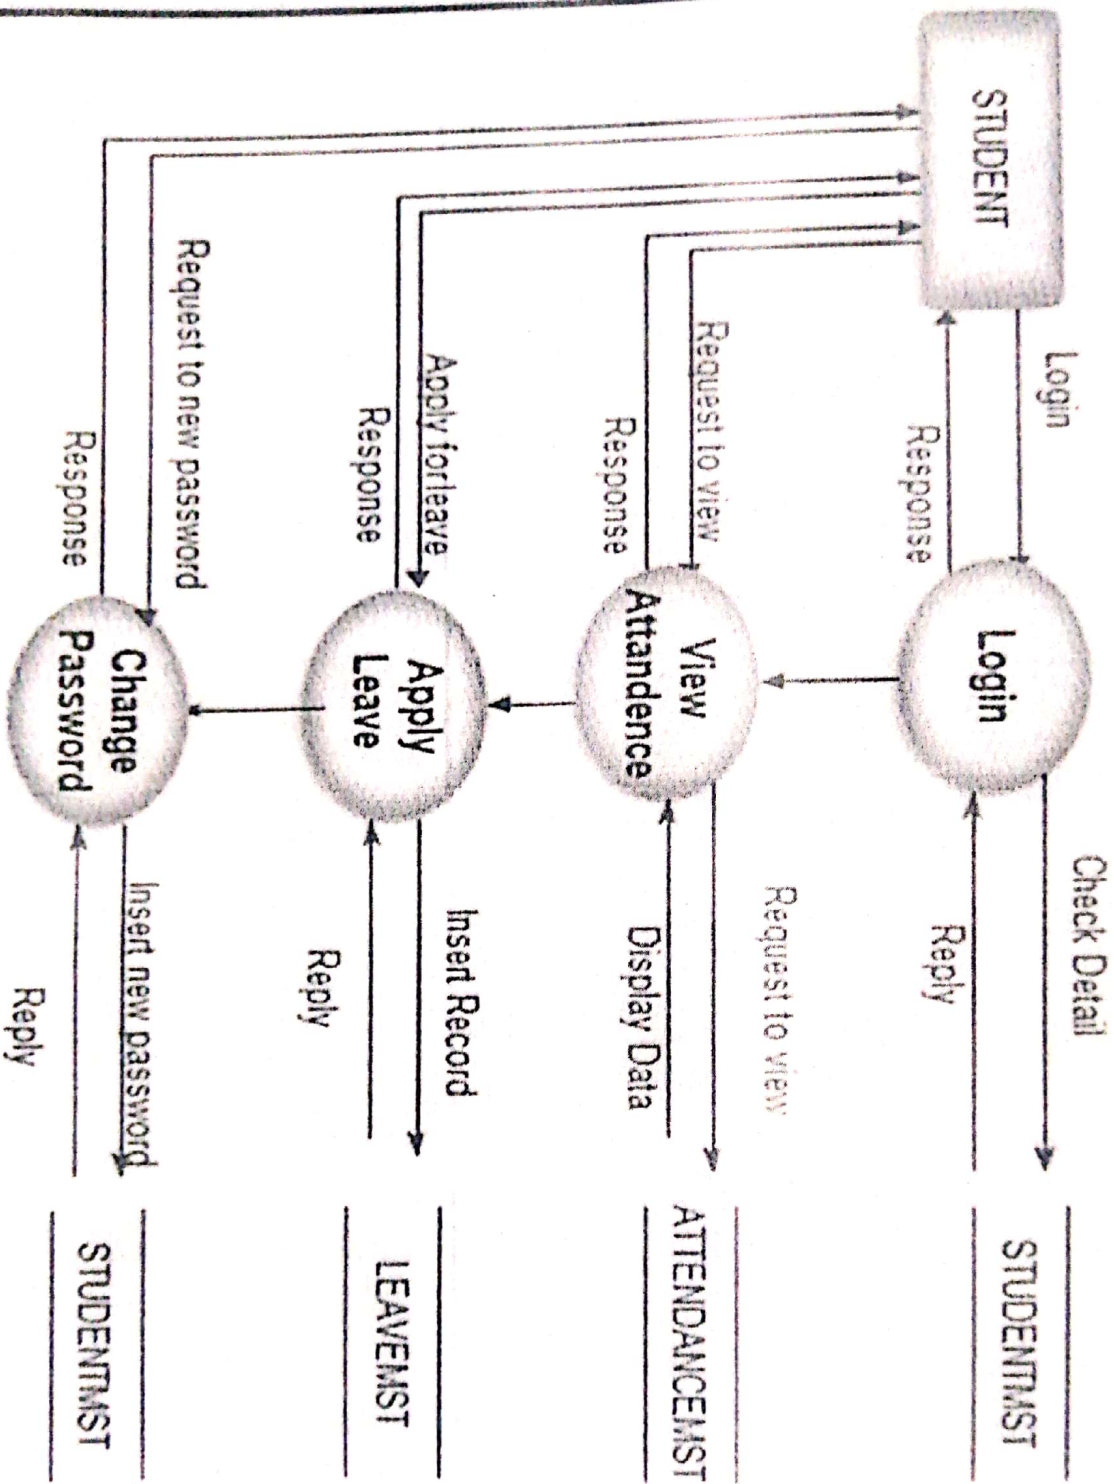 STUDENT
Login
Response
Login
Check Detail
Reply
STUDENTMST
Request to view
Response
View
Attandence
Request to view
Display Data
ATTENDANCEMST
Apply forleave
Response
Apply
Leave
Insert Record
Reply
LEAVEMST
Request to new password
Response
Change
Password
Insert new password
Reply
STUDENTMST